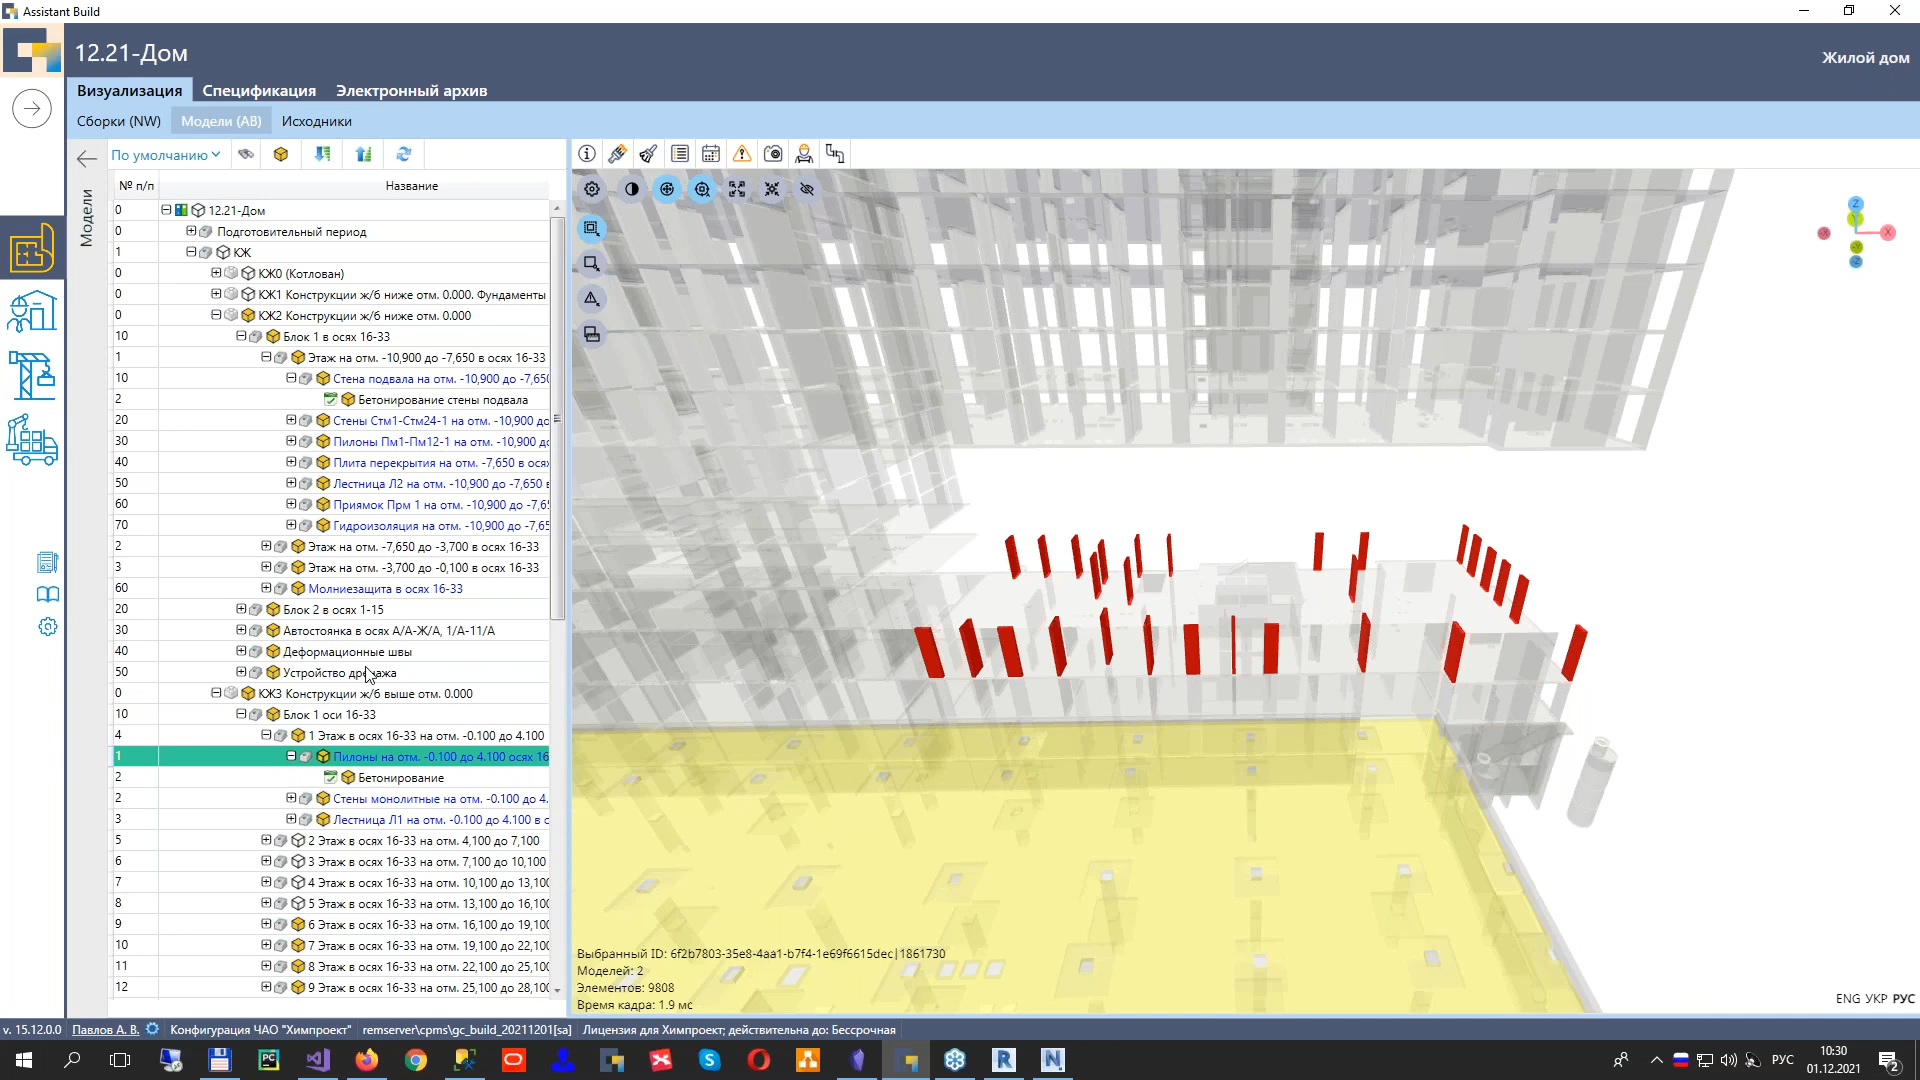 Assistant Build
12.21-Дом
Жилой дом
Визуализация Спецификация Электронный архив
Сборки (NW) Модели (AB) Исходники
По умолчанию
Модели
№ п/п Название
0 12.21-Дом
0 Подготовительный период
1 КЖ
0 КЖ0 (Котлован)
0 КЖ1 Конструкции ж/б ниже отм. 0.000. Фундаменты
0 КЖ2 Конструкции ж/б ниже отм. 0.000
10 Блок 1 в осях 16-33
1 Этаж на отм. -10,900 до -7,650 в осях 16-33
10 Стена подвала на отм. -10,900 до -7,650
2 Бетонирование стены подвала
20 Стены Стм1-Стм24-1 на отм. -10,900 до
30 Пилоны Пм1-Пм12-1 на отм. -10,900 до
40 Плита перекрытия на отм. -7,650 в осях
50 Лестница Л2 на отм. -10,900 до -7,650 в
60 Приямок Прм 1 на отм. -10,900 до -7,65
70 Гидроизоляция на отм. -10,900 до -7,65
2 Этаж на отм. -7,650 до -3,700 в осях 16-33
3 Этаж на отм. -3,700 до -0,100 в осях 16-33
60 Молниезащита в осях 16-33
20 Блок 2 в осях 1-15
30 Автостоянка в осях А/А-Ж/А, 1/А-11/А
40 Деформационные швы
50 Устройство дренажа
0 КЖ3 Конструкции ж/б выше отм. 0.000
10 Блок 1 оси 16-33
4 1 Этаж в осях 16-33 на отм. -0.100 до 4.100
1 Пилоны на отм. -0.100 до 4.100 осях 16
2 Бетонирование
2 Стены монолитные на отм. -0.100 до 4.
3 Лестница Л1 на отм. -0.100 до 4.100 в о
5 2 Этаж в осях 16-33 на отм. 4,100 до 7,100
6 3 Этаж в осях 16-33 на отм. 7,100 до 10,100
7 4 Этаж в осях 16-33 на отм. 10,100 до 13,100
8 5 Этаж в осях 16-33 на отм. 13,100 до 16,100
9 6 Этаж в осях 16-33 на отм. 16,100 до 19,100
10 7 Этаж в осях 16-33 на отм. 19,100 до 22,100
11 8 Этаж в осях 16-33 на отм. 22,100 до 25,100
12 9 Этаж в осях 16-33 на отм. 25,100 до 28,100
Z
X
Выбранный ID: 6f2b7803-35e8-4aa1-b7f4-1e69f6615dec|1861730
Моделей: 2
Элементов: 9808
Время кадра: 1.9 мс
ENG УКР РУС
v. 15.12.0.0 Павлов А. В. Конфигурация ЧАО "Химпроект" remserver\cpms\gc_build_20211201[sa] Лицензия для Химпроект; действительна до: Бессрочная
РУС
10:30
01.12.2021
2